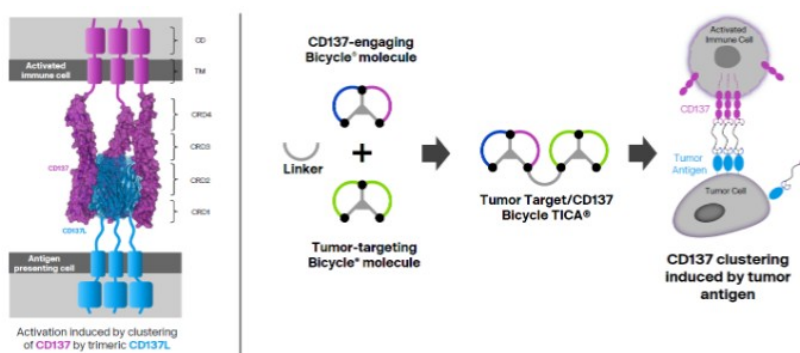 CD
Activated
immune cell
TM
CRD4
CRD3
CD137
CRD2
CRD1
CD137L
Antigen
presenting cell
Activation induced by clustering
of CD137 by trimeric CD137L
CD137-engaging
Bicycle® molecule
Linker
+
Tumor-targeting
Bicycle® molecule
Tumor Target/CD137
Bicycle TICA®
Activated
Immune Cell
CD137
Tumor
Antigen
Tumor Cell
CD137 clustering
induced by tumor
antigen